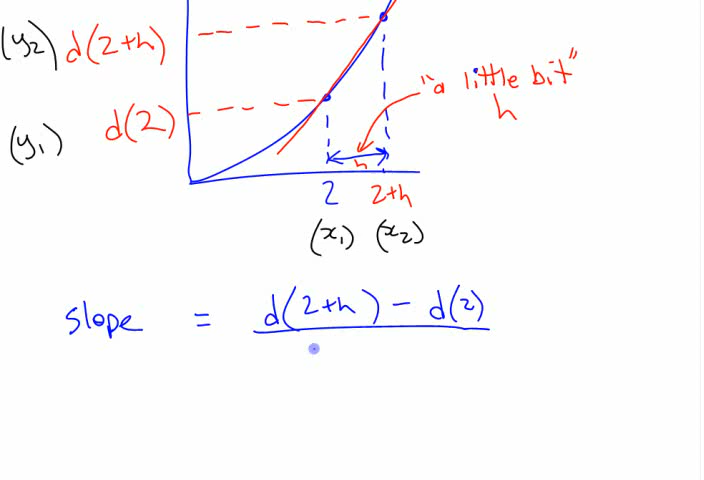 (y₂) d(2+h)
"a little bit"
h
(y₁) d(2)
h
2 2+h
(x₁) (x₂)
slope = d(2+h) - d(2)